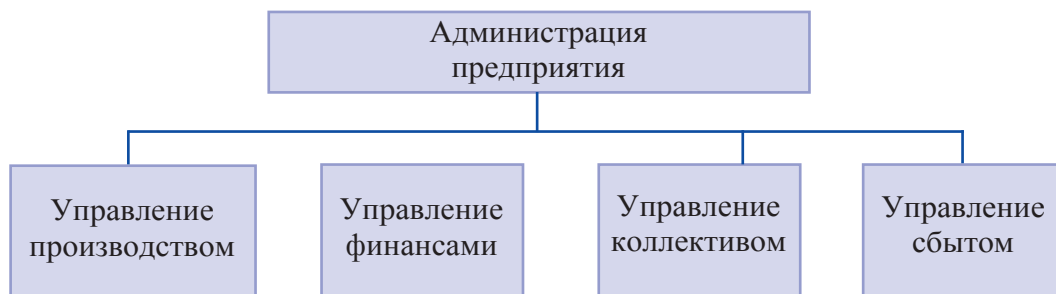 Администрация
предприятия
Управление
производством
Управление
финансами
Управление
коллективом
Управление
сбытом